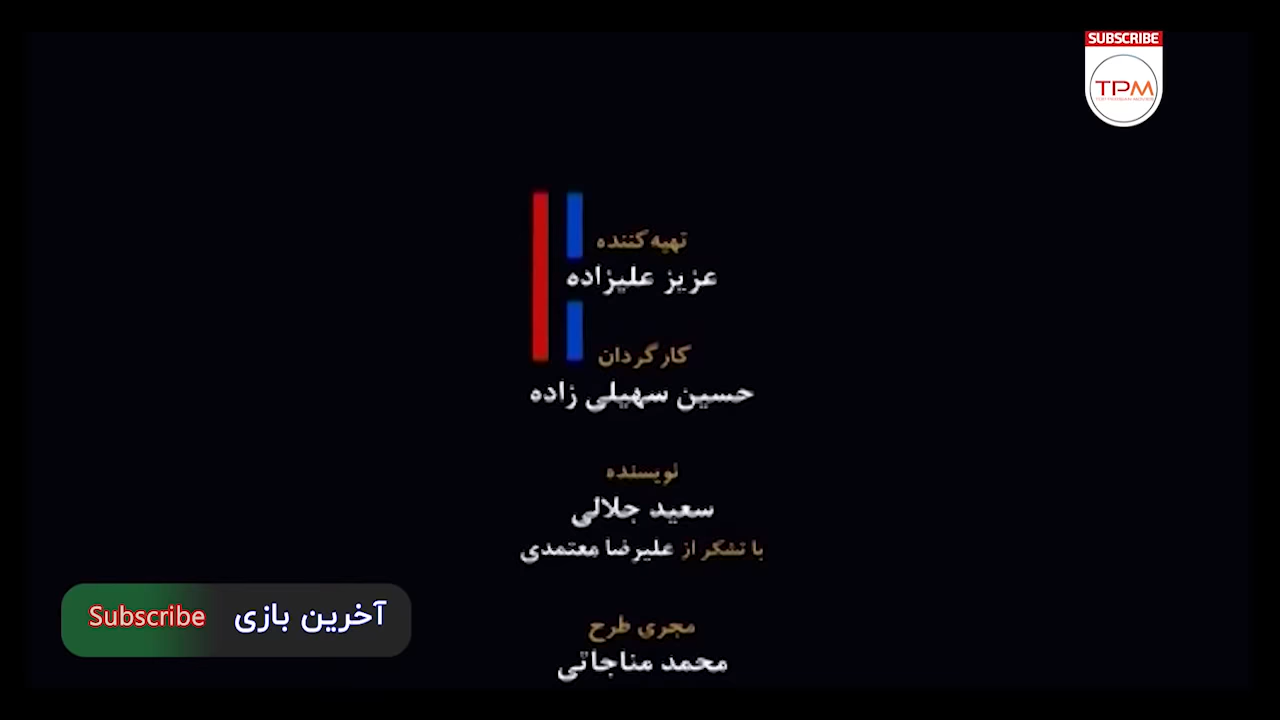 SUBSCRIBE
TPM
تهیه کننده
عزیز علیزاده
کارگردان
حسین سهیلی زاده
نویسنده
سعید جلالی
با تشکر از علیرضا معتمدی
مجری طرح
محمد مناجاتی
Subscribe آخرین بازی